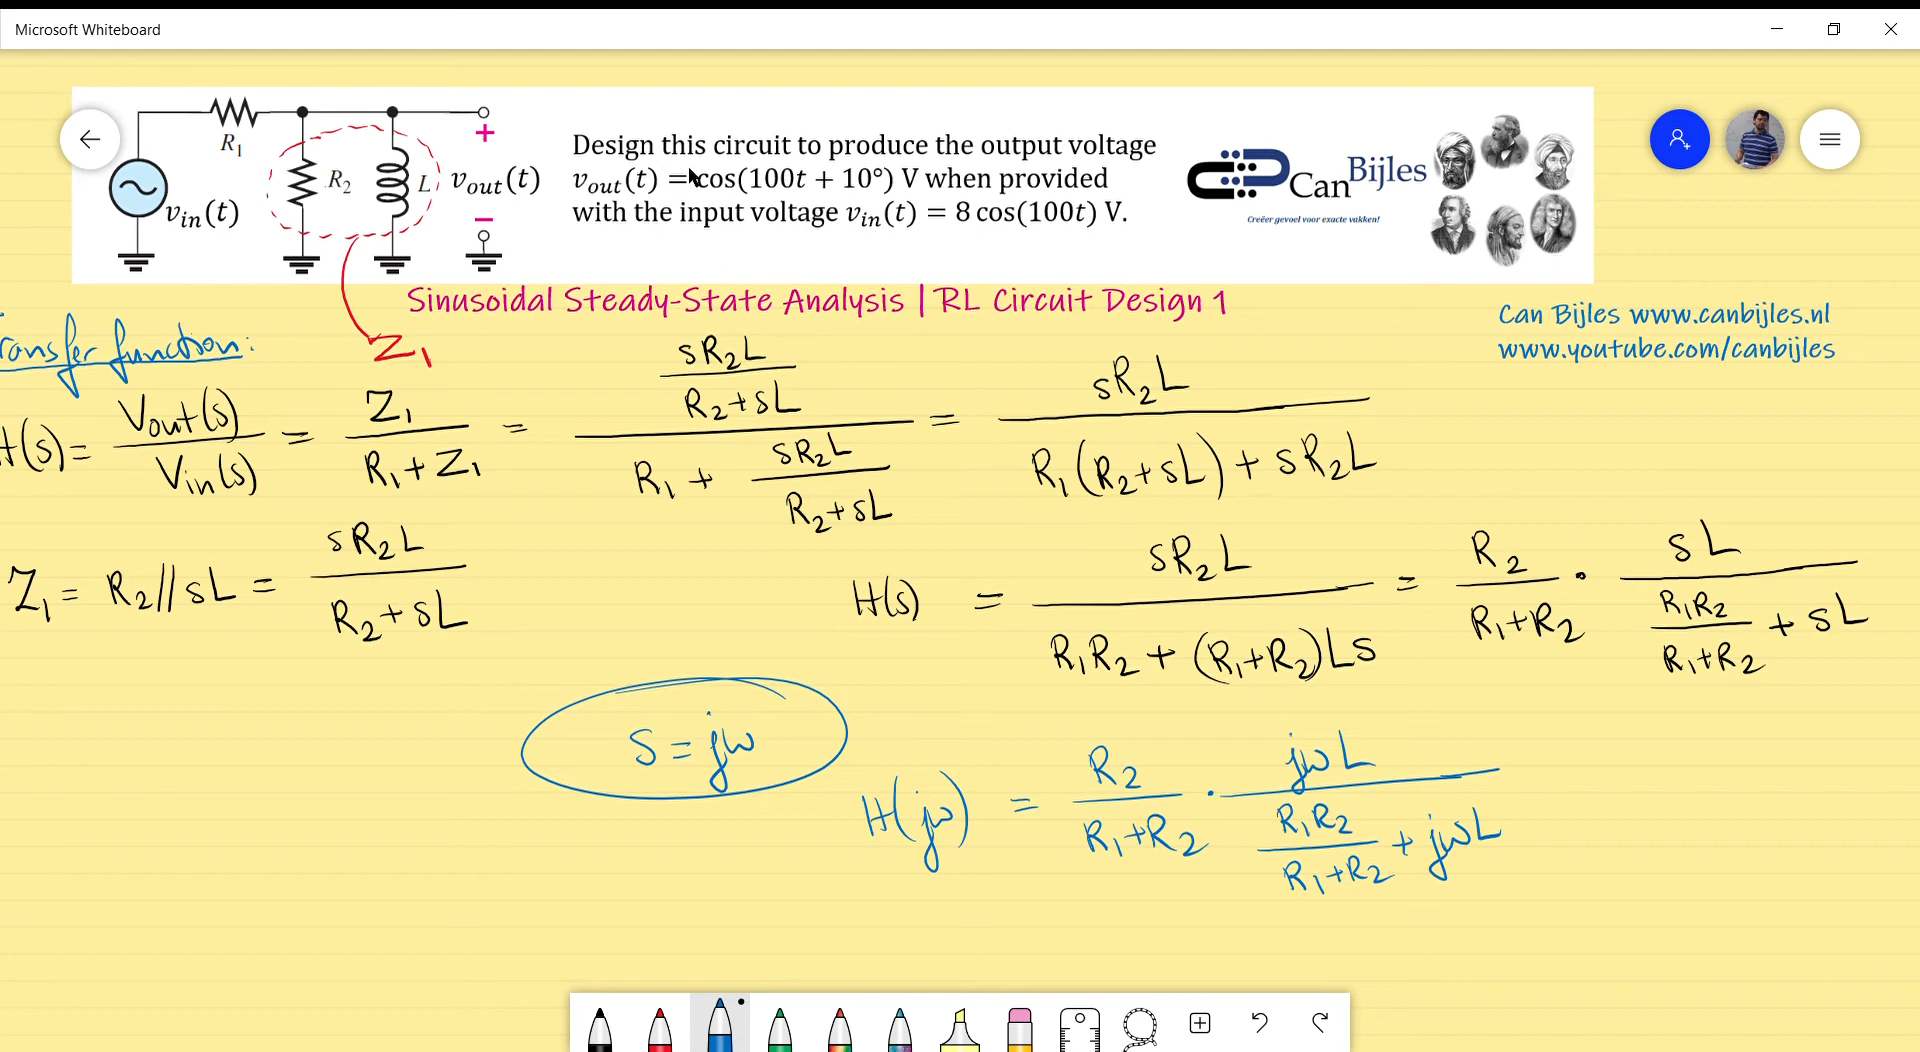 Microsoft Whiteboard
R₁
R₂
L
+
v_out(t)
−
v_in(t)
Design this circuit to produce the output voltage
v_out(t) = cos(100t + 10°) V when provided
with the input voltage v_in(t) = 8 cos(100t) V.
Can Bijles
Creëer gevoel voor exacte vakken!
Sinusoidal Steady-State Analysis | RL Circuit Design 1
Can Bijles www.canbijles.nl
www.youtube.com/canbijles
ransfer function:
Z₁
H(s) = Vout(s) / Vin(s) = Z₁ / (R₁ + Z₁) = (sR₂L / (R₂+sL)) / (R₁ + sR₂L / (R₂+sL)) = sR₂L / (R₁(R₂+sL) + sR₂L)
Z₁ = R₂//sL = sR₂L / (R₂+sL)
H(s) = sR₂L / (R₁R₂ + (R₁+R₂)Ls) = R₂ / (R₁+R₂) · sL / (R₁R₂ / (R₁+R₂) + sL)
S = jω
H(jω) = R₂ / (R₁+R₂) · jωL / (R₁R₂ / (R₁+R₂) + jωL)